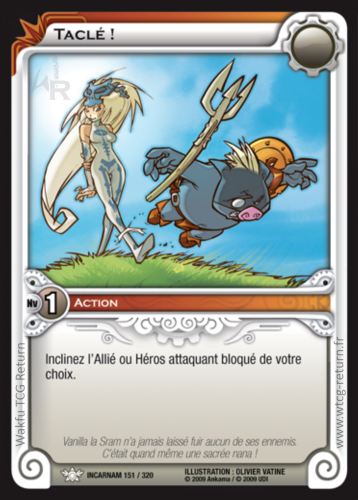 TACLÉ !
R
Nv 1 ACTION
Inclinez l'Allié ou Héros attaquant bloqué de votre
choix.
Vanilla la Sram n'a jamais laissé fuir aucun de ses ennemis.
C'était quand même une sacrée nana !
INCARNAM 151 / 320
ILLUSTRATION : OLIVIER VATINE
© 2009 Ankama / © 2009 UDI
Wakfu TCG Return
www.wtcg-return.fr